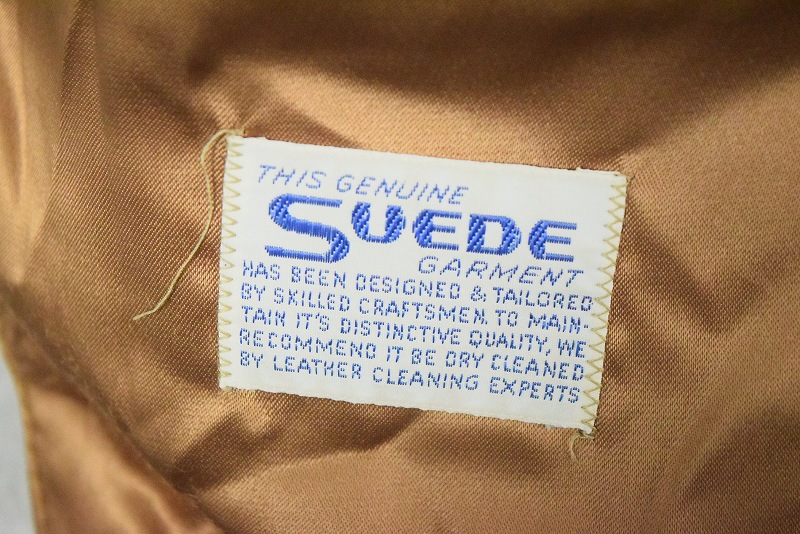 THIS GENUINE
SUEDE
GARMENT
HAS BEEN DESIGNED & TAILORED
BY SKILLED CRAFTSMEN. TO MAIN-
TAIN IT'S DISTINCTIVE QUALITY, WE
RECOMMEND IT BE DRY CLEANED
BY LEATHER CLEANING EXPERTS